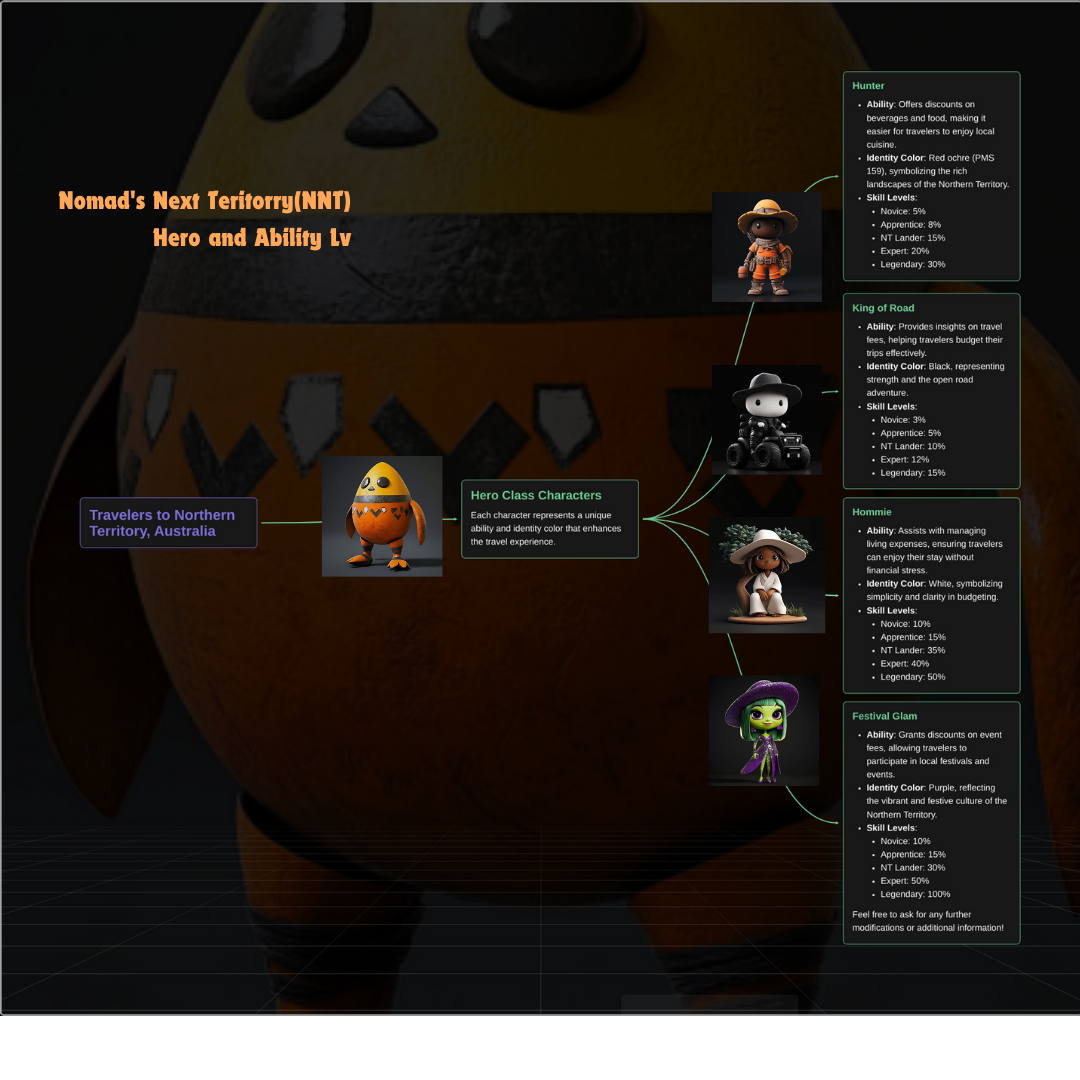 Nomad's Next Teritorry(NNT)
Hero and Ability Lv
Travelers to Northern
Territory, Australia
Hero Class Characters
Each character represents a unique
ability and identity color that enhances
the travel experience.
Hunter
• Ability: Offers discounts on
beverages and food, making it
easier for travelers to enjoy local
cuisine.
• Identity Color: Red ochre (PMS
159), symbolizing the rich
landscapes of the Northern Territory.
• Skill Levels:
• Novice: 5%
• Apprentice: 8%
• NT Lander: 15%
• Expert: 20%
• Legendary: 30%
King of Road
• Ability: Provides insights on travel
fees, helping travelers budget their
trips effectively.
• Identity Color: Black, representing
strength and the open road
adventure.
• Skill Levels:
• Novice: 3%
• Apprentice: 5%
• NT Lander: 10%
• Expert: 12%
• Legendary: 15%
Hommie
• Ability: Assists with managing
living expenses, ensuring travelers
can enjoy their stay without
financial stress.
• Identity Color: White, symbolizing
simplicity and clarity in budgeting.
• Skill Levels:
• Novice: 10%
• Apprentice: 15%
• NT Lander: 35%
• Expert: 40%
• Legendary: 50%
Festival Glam
• Ability: Grants discounts on event
fees, allowing travelers to
participate in local festivals and
events.
• Identity Color: Purple, reflecting
the vibrant and festive culture of the
Northern Territory.
• Skill Levels:
• Novice: 10%
• Apprentice: 15%
• NT Lander: 30%
• Expert: 50%
• Legendary: 100%
Feel free to ask for any further
modifications or additional information!